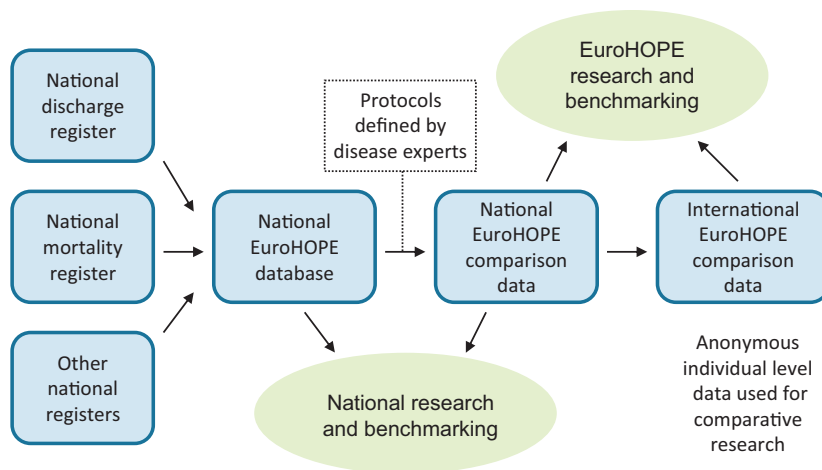 National
discharge
register
National
mortality
register
Other
national
registers
National
EuroHOPE
database
Protocols
defined by
disease experts
National
EuroHOPE
comparison
data
International
EuroHOPE
comparison
data
EuroHOPE
research and
benchmarking
National research
and benchmarking
Anonymous
individual level
data used for
comparative
research